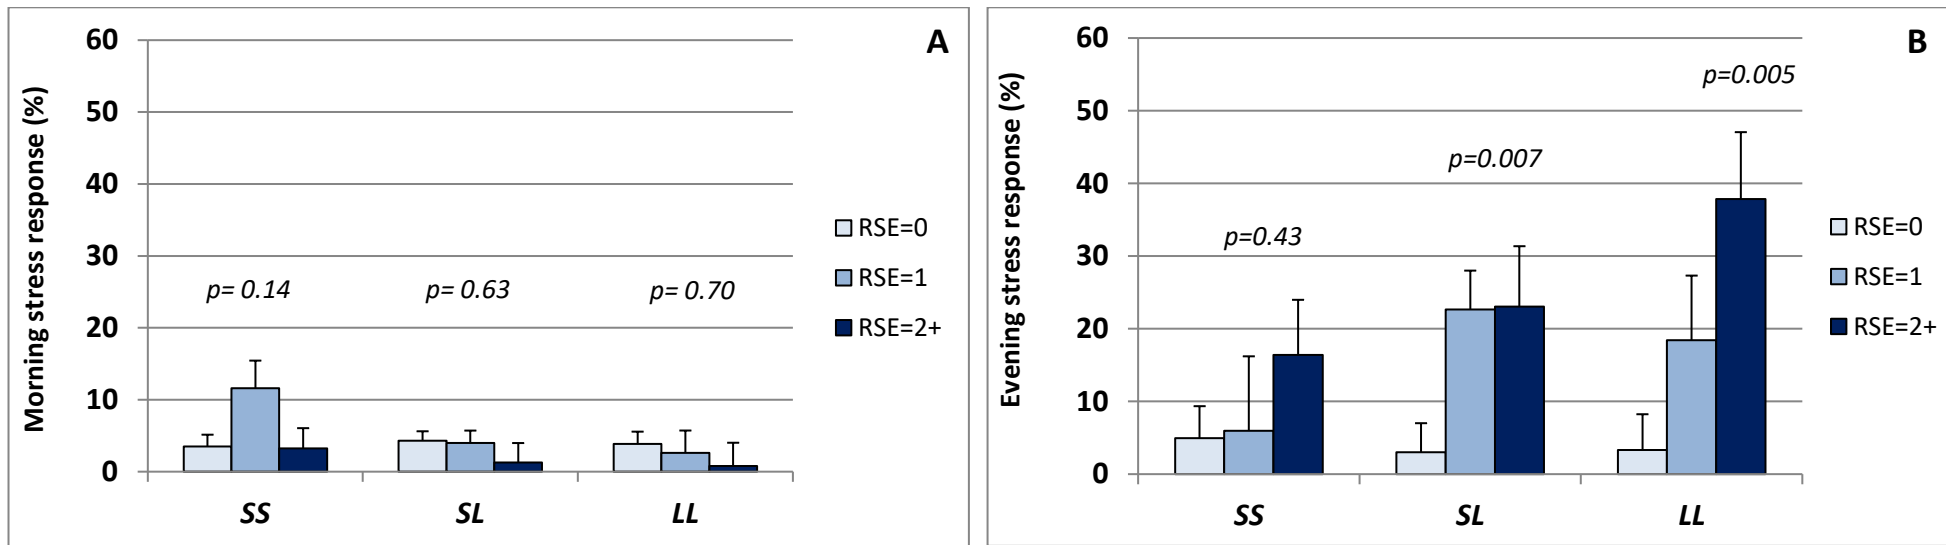 A
Morning stress response (%)
60
50
40
30
20
10
0
p= 0.14
p= 0.63
p= 0.70
SS
SL
LL
RSE=0
RSE=1
RSE=2+
B
Evening stress response (%)
60
50
40
30
20
10
0
p=0.43
p=0.007
p=0.005
SS
SL
LL
RSE=0
RSE=1
RSE=2+